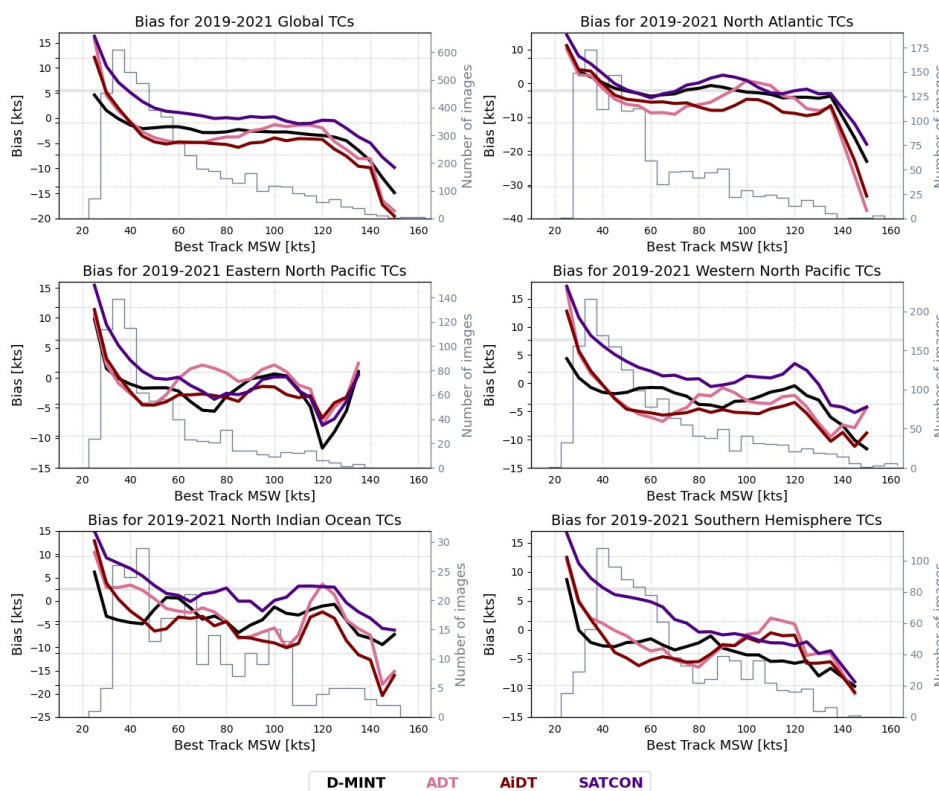 Bias for 2019-2021 Global TCs
Bias for 2019-2021 North Atlantic TCs
15
10
5
0
−5
−10
−15
−20
Bias [kts]
600
500
400
300
200
100
0
Number of images
20 40 60 80 100 120 140 160
Best Track MSW [kts]
10
0
−10
−20
−30
−40
Bias [kts]
175
150
125
100
75
50
25
0
Number of images
20 40 60 80 100 120 140 160
Best Track MSW [kts]
Bias for 2019-2021 Eastern North Pacific TCs
Bias for 2019-2021 Western North Pacific TCs
15
10
5
0
−5
−10
−15
Bias [kts]
140
120
100
80
60
40
20
0
Number of images
20 40 60 80 100 120 140 160
Best Track MSW [kts]
15
10
5
0
−5
−10
−15
Bias [kts]
200
150
100
50
0
Number of images
20 40 60 80 100 120 140 160
Best Track MSW [kts]
Bias for 2019-2021 North Indian Ocean TCs
Bias for 2019-2021 Southern Hemisphere TCs
15
10
5
0
−5
−10
−15
−20
−25
Bias [kts]
30
25
20
15
10
5
0
Number of images
20 40 60 80 100 120 140 160
Best Track MSW [kts]
15
10
5
0
−5
−10
−15
Bias [kts]
100
80
60
40
20
0
Number of images
20 40 60 80 100 120 140 160
Best Track MSW [kts]
D-MINT ADT AiDT SATCON